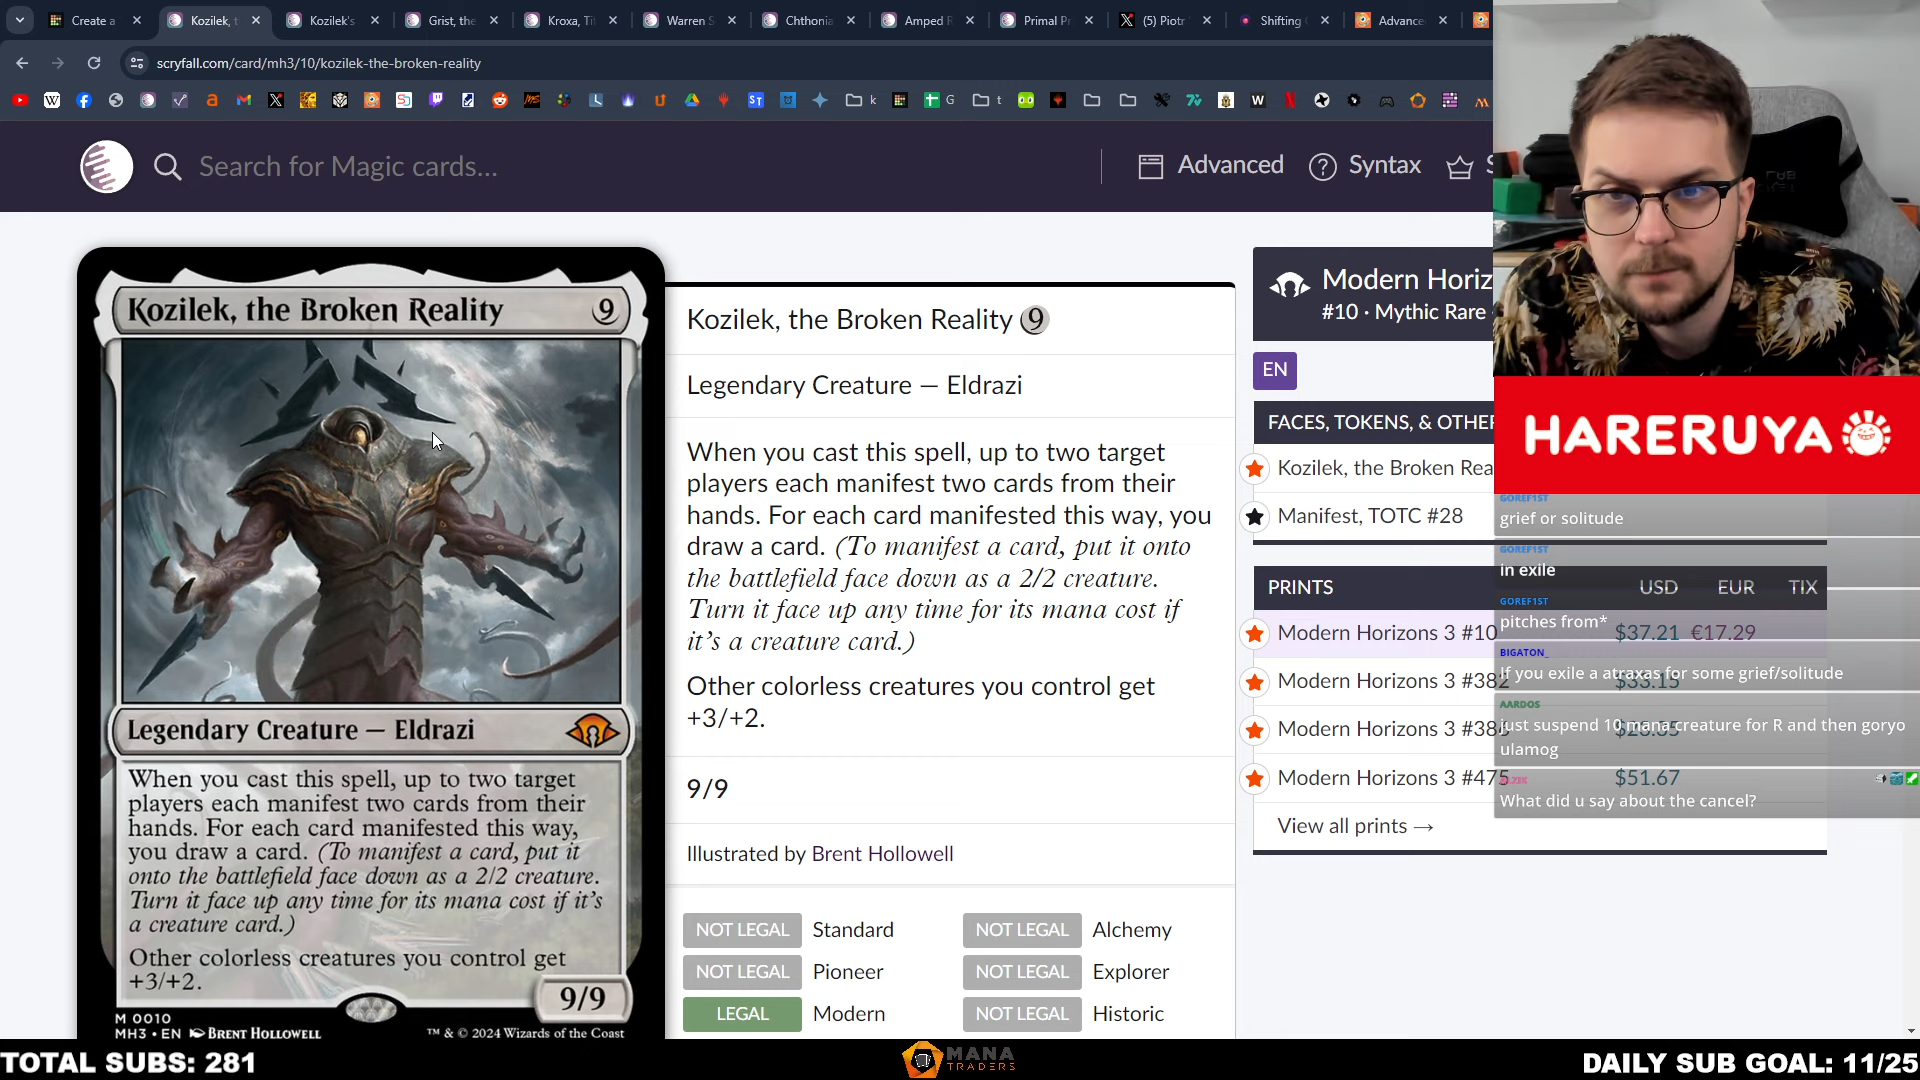 Create a
Kozilek, t
Kozilek's
Grist, the
Kroxa, Ti
Warren S
Chthonia
Amped R
Primal P
(5) Piotr
Shifting
Advance
scryfall.com/card/mh3/10/kozilek-the-broken-reality
k
G
t
Search for Magic cards...
Advanced
Syntax
S
Kozilek, the Broken Reality 9
Legendary Creature — Eldrazi
When you cast this spell, up to two target
players each manifest two cards from their
hands. For each card manifested this way,
you draw a card. (To manifest a card, put it
onto the battlefield face down as a 2/2 creature.
Turn it face up any time for its mana cost if it's
a creature card.)
Other colorless creatures you control get
+3/+2.
9/9
M 0010
MH3 • EN BRENT HOLLOWELL
™ & © 2024 Wizards of the Coast
Kozilek, the Broken Reality 9
Legendary Creature — Eldrazi
When you cast this spell, up to two target
players each manifest two cards from their
hands. For each card manifested this way, you
draw a card. (To manifest a card, put it onto
the battlefield face down as a 2/2 creature.
Turn it face up any time for its mana cost if
it's a creature card.)
Other colorless creatures you control get
+3/+2.
9/9
Illustrated by Brent Hollowell
NOT LEGAL Standard
NOT LEGAL Alchemy
NOT LEGAL Pioneer
NOT LEGAL Explorer
LEGAL Modern
NOT LEGAL Historic
Modern Horiz
#10 · Mythic Rare
EN
FACES, TOKENS, & OTHER
Kozilek, the Broken Rea
Manifest, TOTC #28
PRINTS USD EUR TIX
Modern Horizons 3 #10 $37.21 €17.29
Modern Horizons 3 #382 $33.15
Modern Horizons 3 #38
Modern Horizons 3 #475 $51.67
View all prints →
HARERUYA
GOREF1ST
grief or solitude
GOREF1ST
in exile
GOREF1ST
pitches from*
BIGATON_
If you exile a atraxas for some grief/solitude
AARDOS
just suspend 10 mana creature for R and then goryo
ulamog
What did u say about the cancel?
TOTAL SUBS: 281
MANA
TRADERS
DAILY SUB GOAL: 11/25